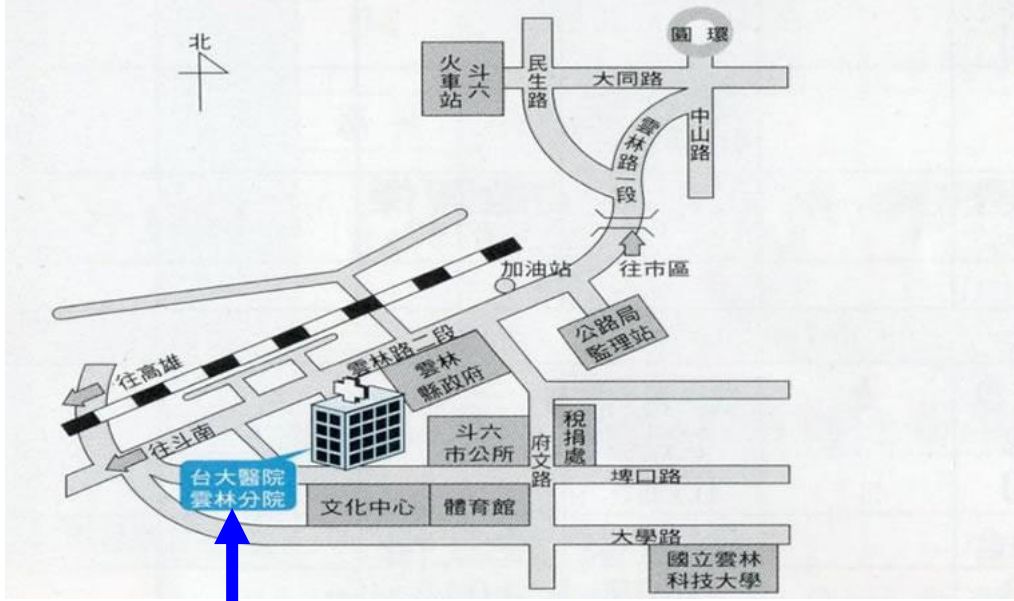 北
圓環
斗六
火車站
民生路
大同路
中山路
雲林路一段
加油站
往市區
公路局
監理站
往高雄
雲林路二段
雲林
縣政府
往斗南
斗六
市公所
府文路
稅捐處
台大醫院
雲林分院
埤口路
文化中心
體育館
大學路
國立雲林
科技大學